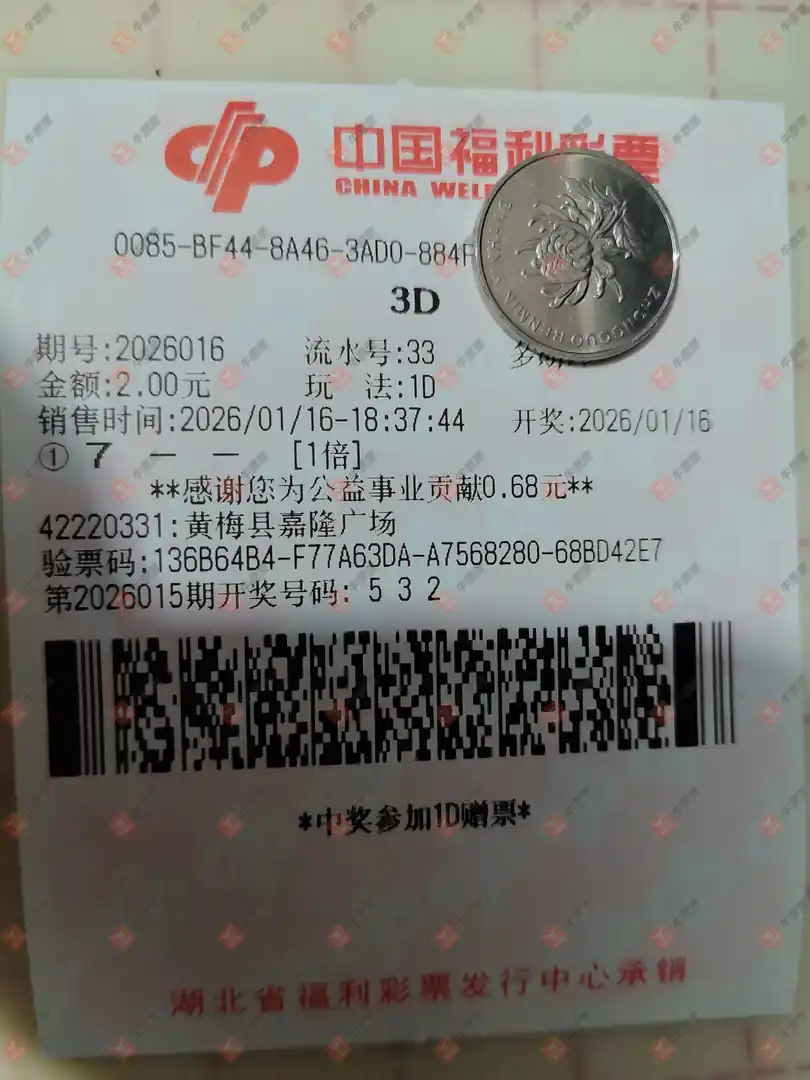 中国福利彩票
CHINA WEL
0085-BF44-8A46-3AD0-884F
3D
期号:2026016 流水号:33 多期
金额:2.00元 玩 法:1D
销售时间:2026/01/16-18:37:44 开奖:2026/01/16
① 7 — — [1倍]
**感谢您为公益事业贡献0.68元**
42220331:黄梅县嘉隆广场
验票码:136B64B4-F77A63DA-A7568280-68BD42E7
第2026015期开奖号码: 5 3 2
*中奖参加1D赠票*
湖北省福利彩票发行中心承销
ZHONGGUO RENMIN YINHANG